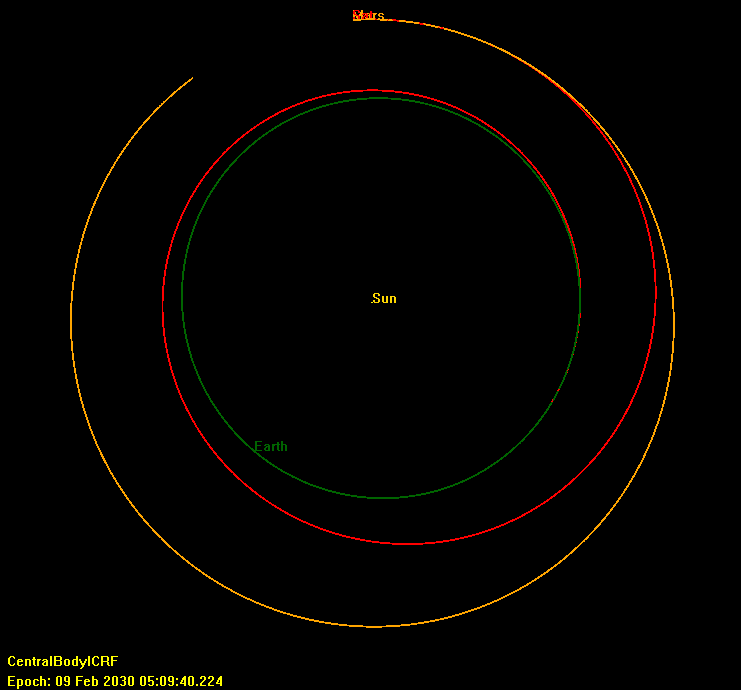 Mars
Sun
Earth
CentralBodyICRF
Epoch: 09 Feb 2030 05:09:40.224